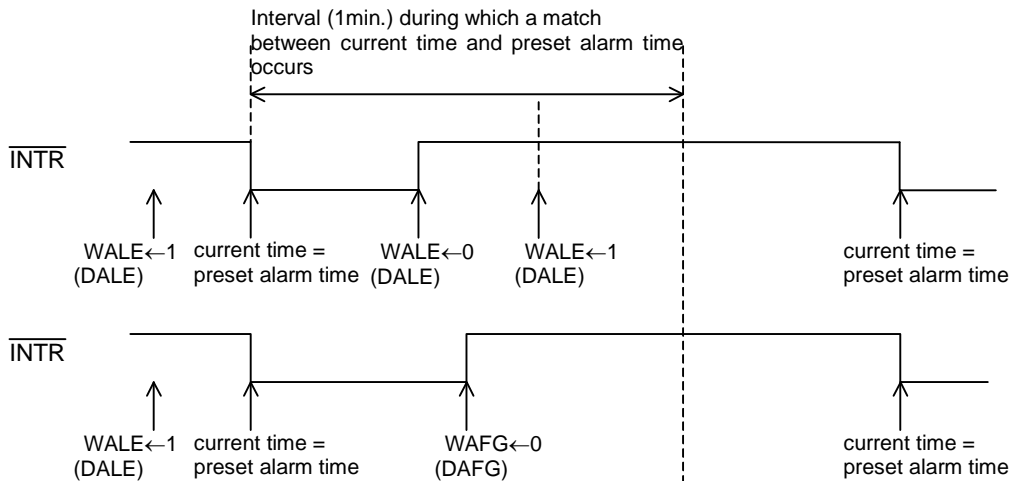 Interval (1min.) during which a match
between current time and preset alarm time
occurs
INTR
WALE←1 current time = WALE←0 WALE←1 current time =
(DALE) preset alarm time (DALE) (DALE) preset alarm time
INTR
WALE←1 current time = WAFG←0 current time =
(DALE) preset alarm time (DAFG) preset alarm time